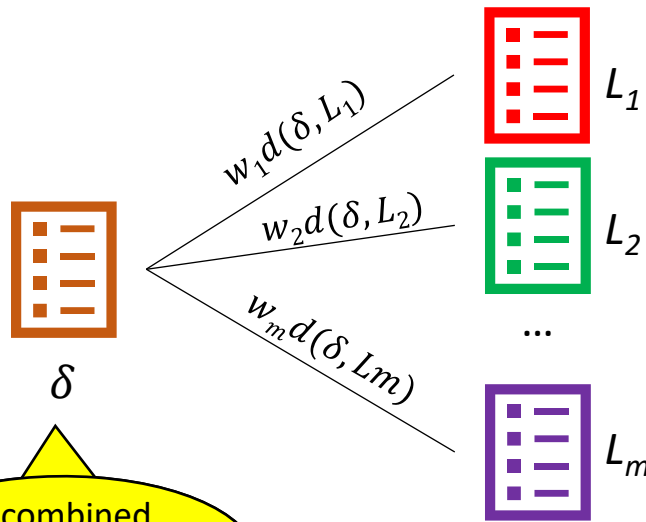 L₁
w₁d(δ, L₁)
w₂d(δ, L₂)
L₂
...
wₘd(δ, Lm)
δ
Lₘ
combined